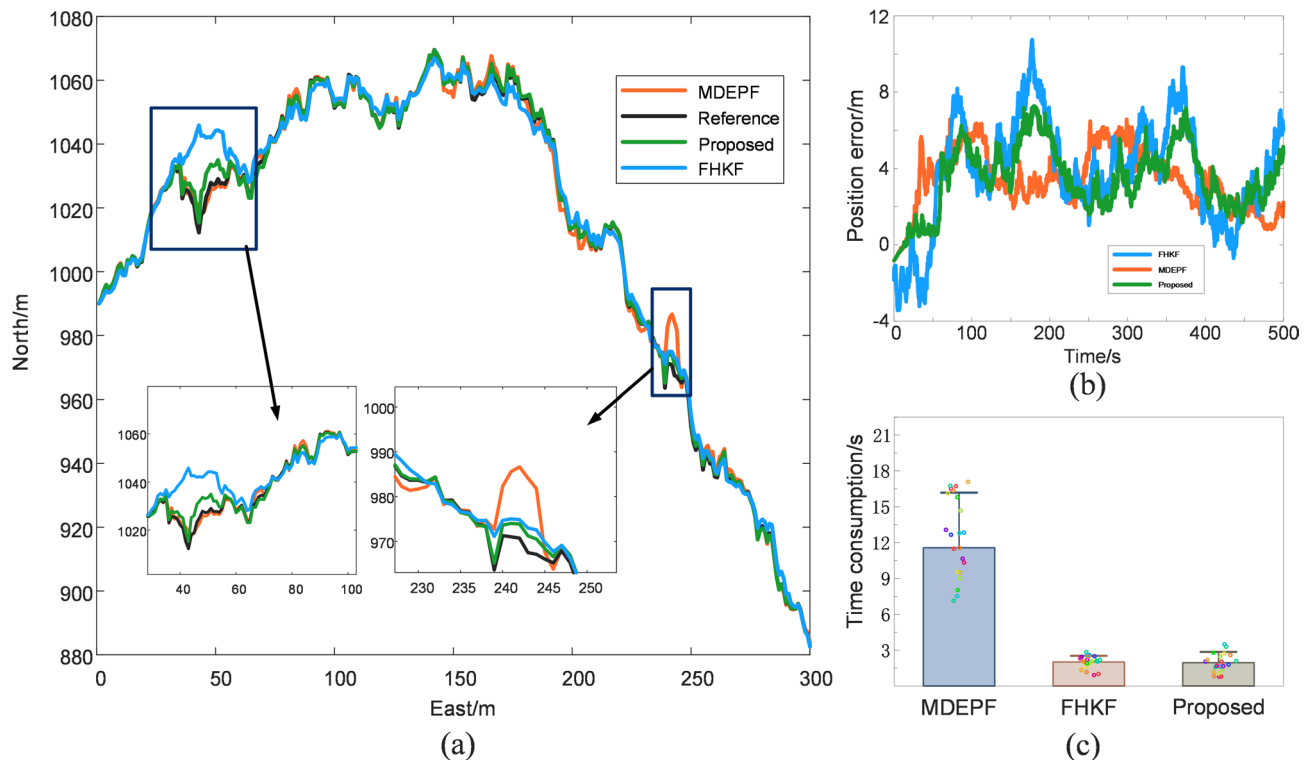 1080
1060
1040
1020
1000
980
960
940
920
900
880
North/m
MDEPF
Reference
Proposed
FHKF
1060
1040
1020
40
60
80
100
1000
990
980
970
230
235
240
245
250
0
50
100
150
200
250
300
East/m
(a)
12
8
4
0
-4
Position error/m
FHKF
MDEPF
Proposed
0
100
200
300
400
500
Time/s
(b)
21
18
15
12
9
6
3
Time consumption/s
MDEPF
FHKF
Proposed
(c)